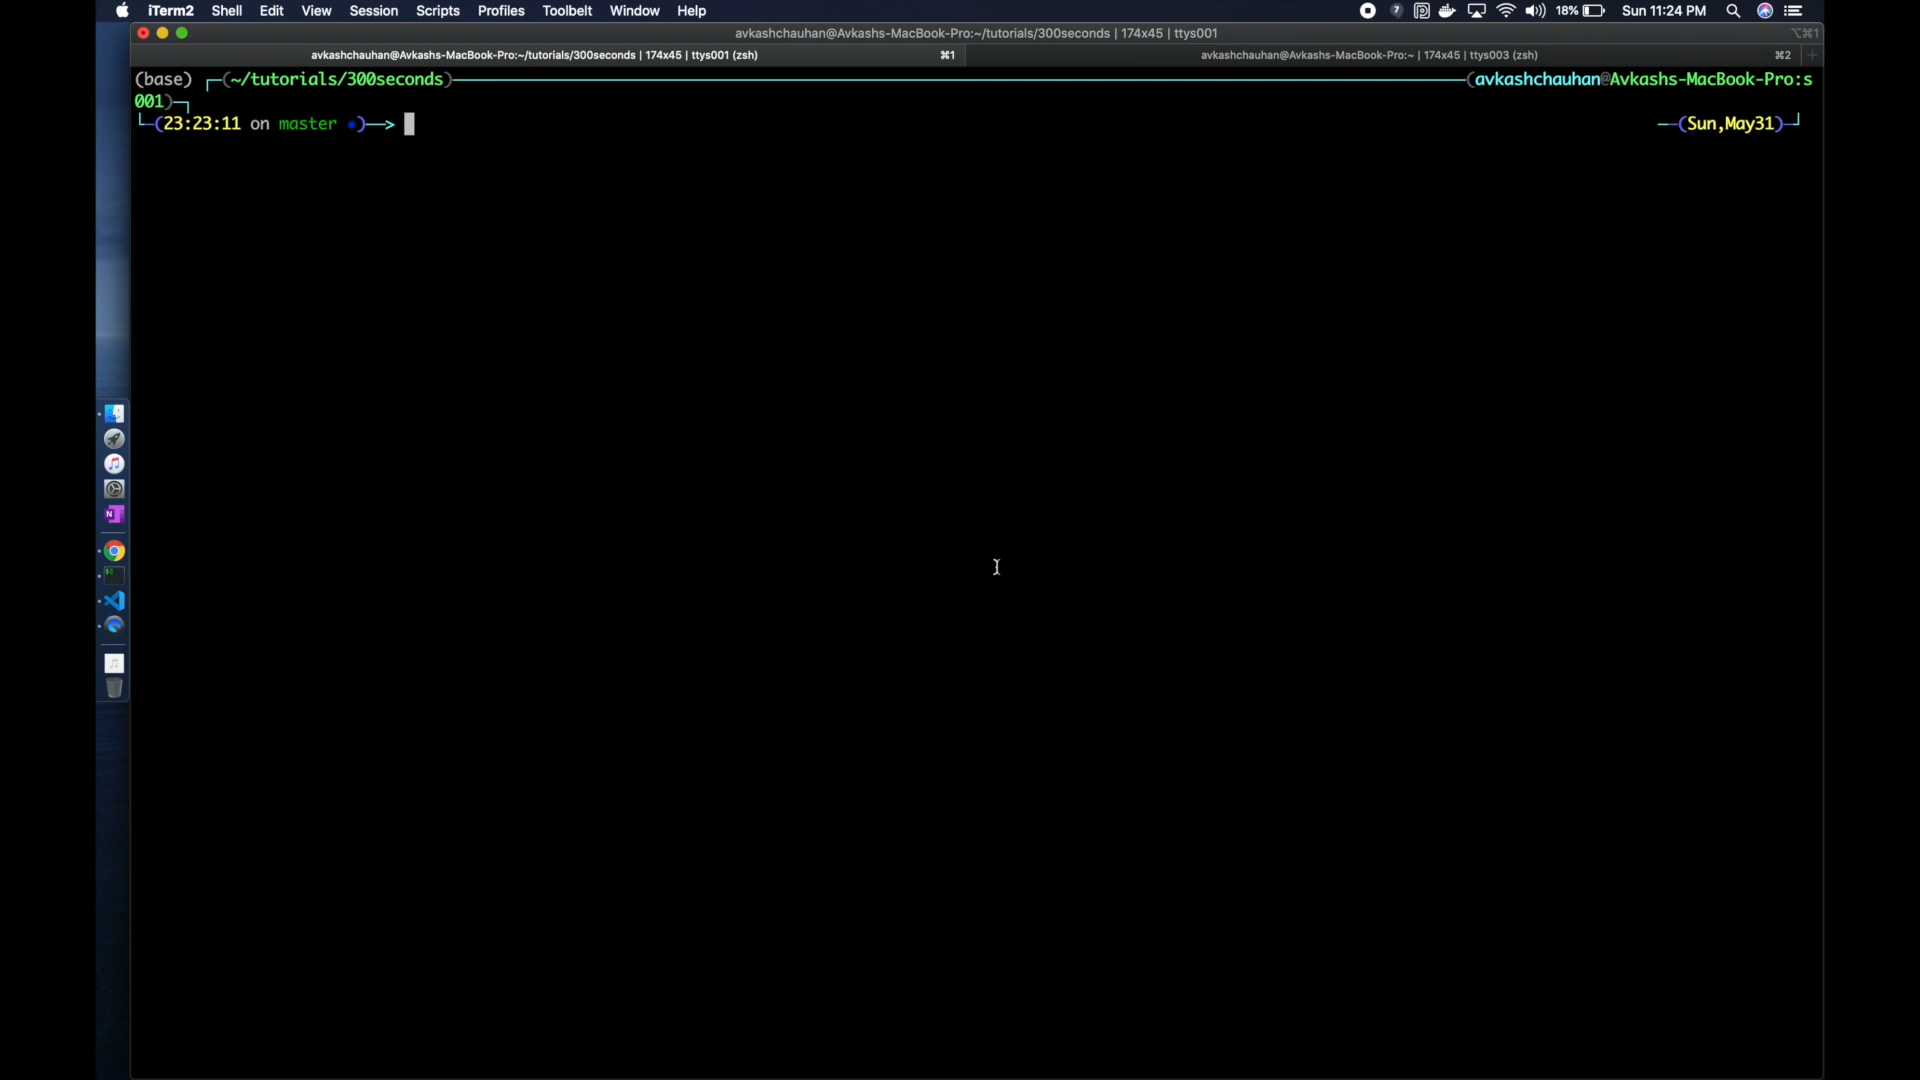 iTerm2 Shell Edit View Session Scripts Profiles Toolbelt Window Help 7 18% Sun 11:24 PM
avkashchauhan@Avkashs-MacBook-Pro:~/tutorials/300seconds | 174x45 | ttys001 ⌥⌘1
avkashchauhan@Avkashs-MacBook-Pro:~/tutorials/300seconds | 174x45 | ttys001 (zsh) ⌘1 avkashchauhan@Avkashs-MacBook-Pro:~ | 174x45 | ttys003 (zsh) ⌘2 +
(base) ┌─(~/tutorials/300seconds)─(avkashchauhan@Avkashs-MacBook-Pro:s
001)─┐
└─(23:23:11 on master ●)──> ──(Sun,May31)─┘